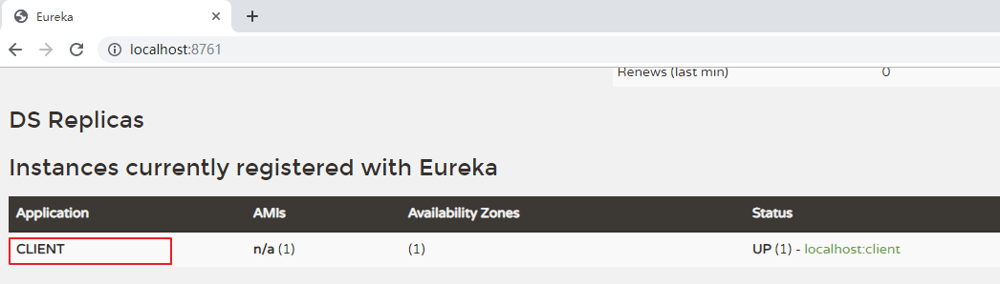 Eureka
localhost:8761
Renews (last min) 0
DS Replicas
Instances currently registered with Eureka
Application AMIs Availability Zones Status
CLIENT n/a (1) (1) UP (1) - localhost:client